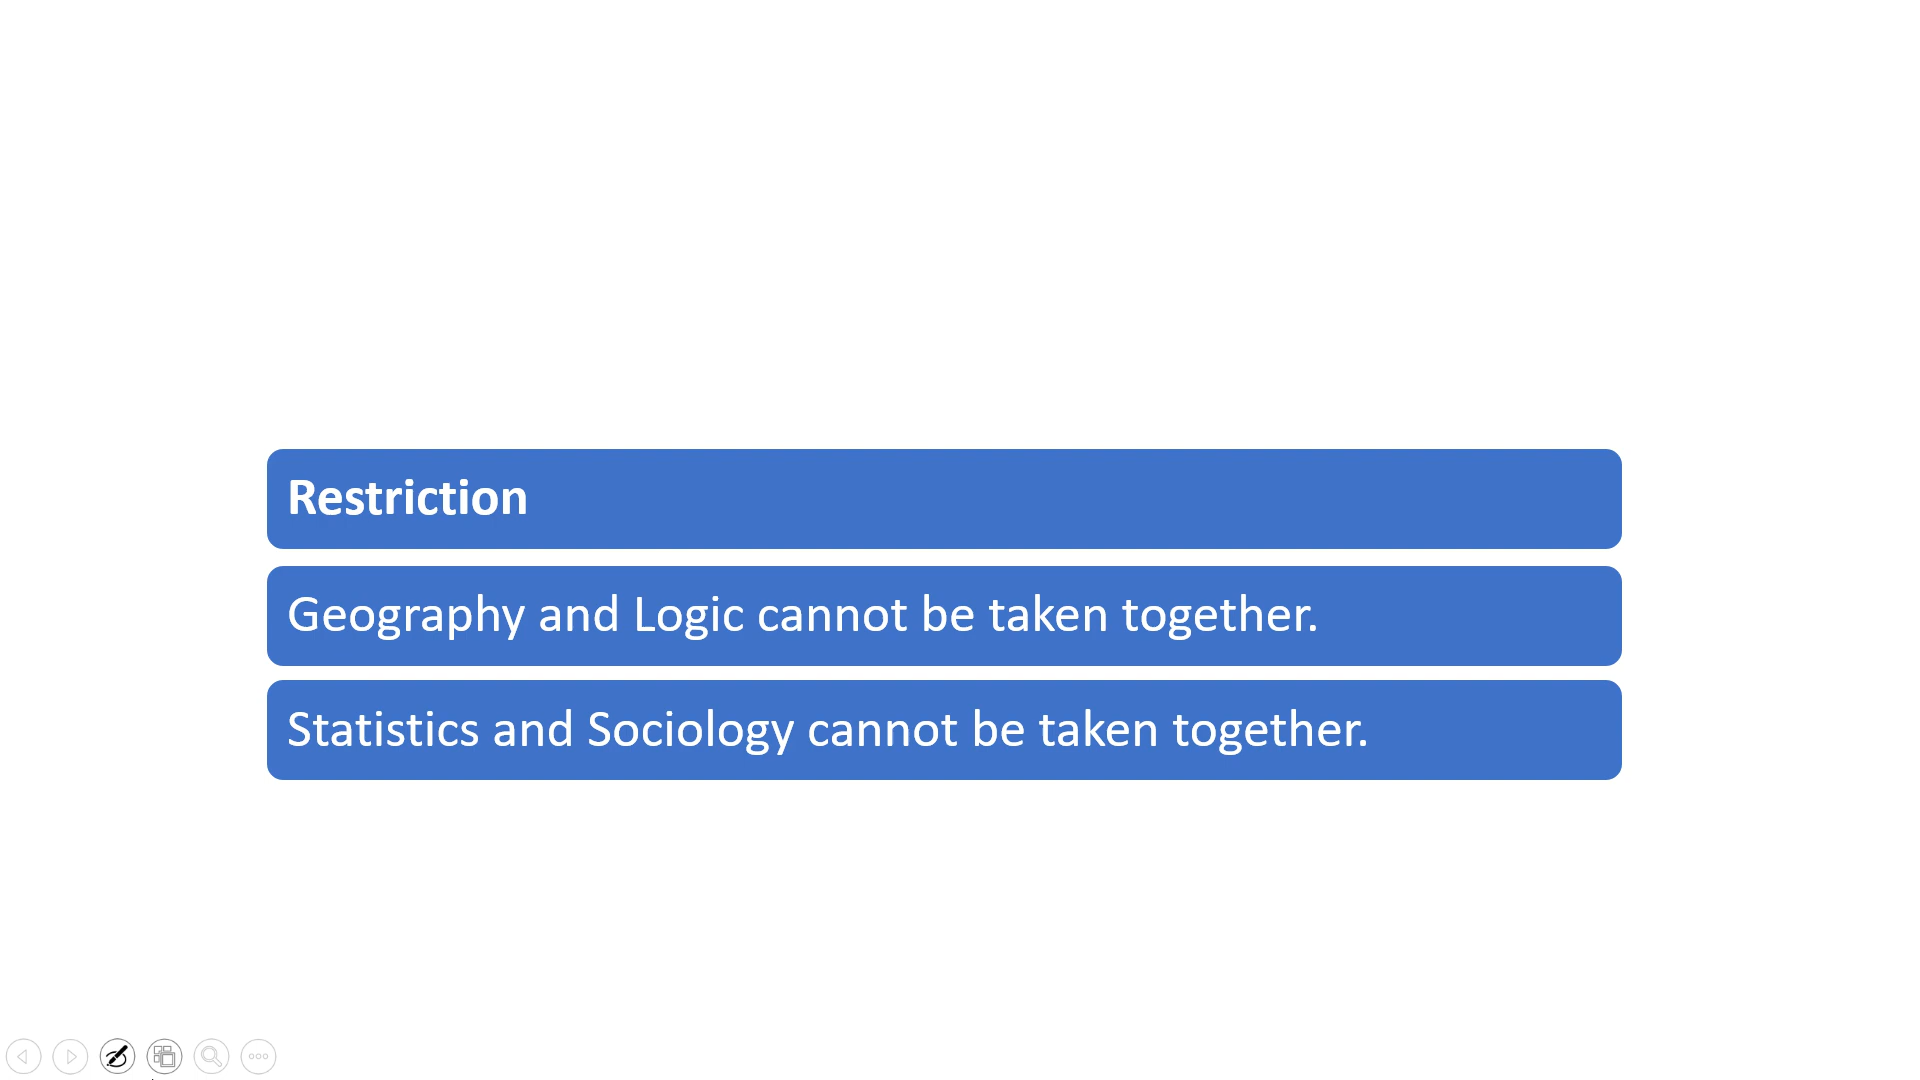 Restriction
Geography and Logic cannot be taken together.
Statistics and Sociology cannot be taken together.